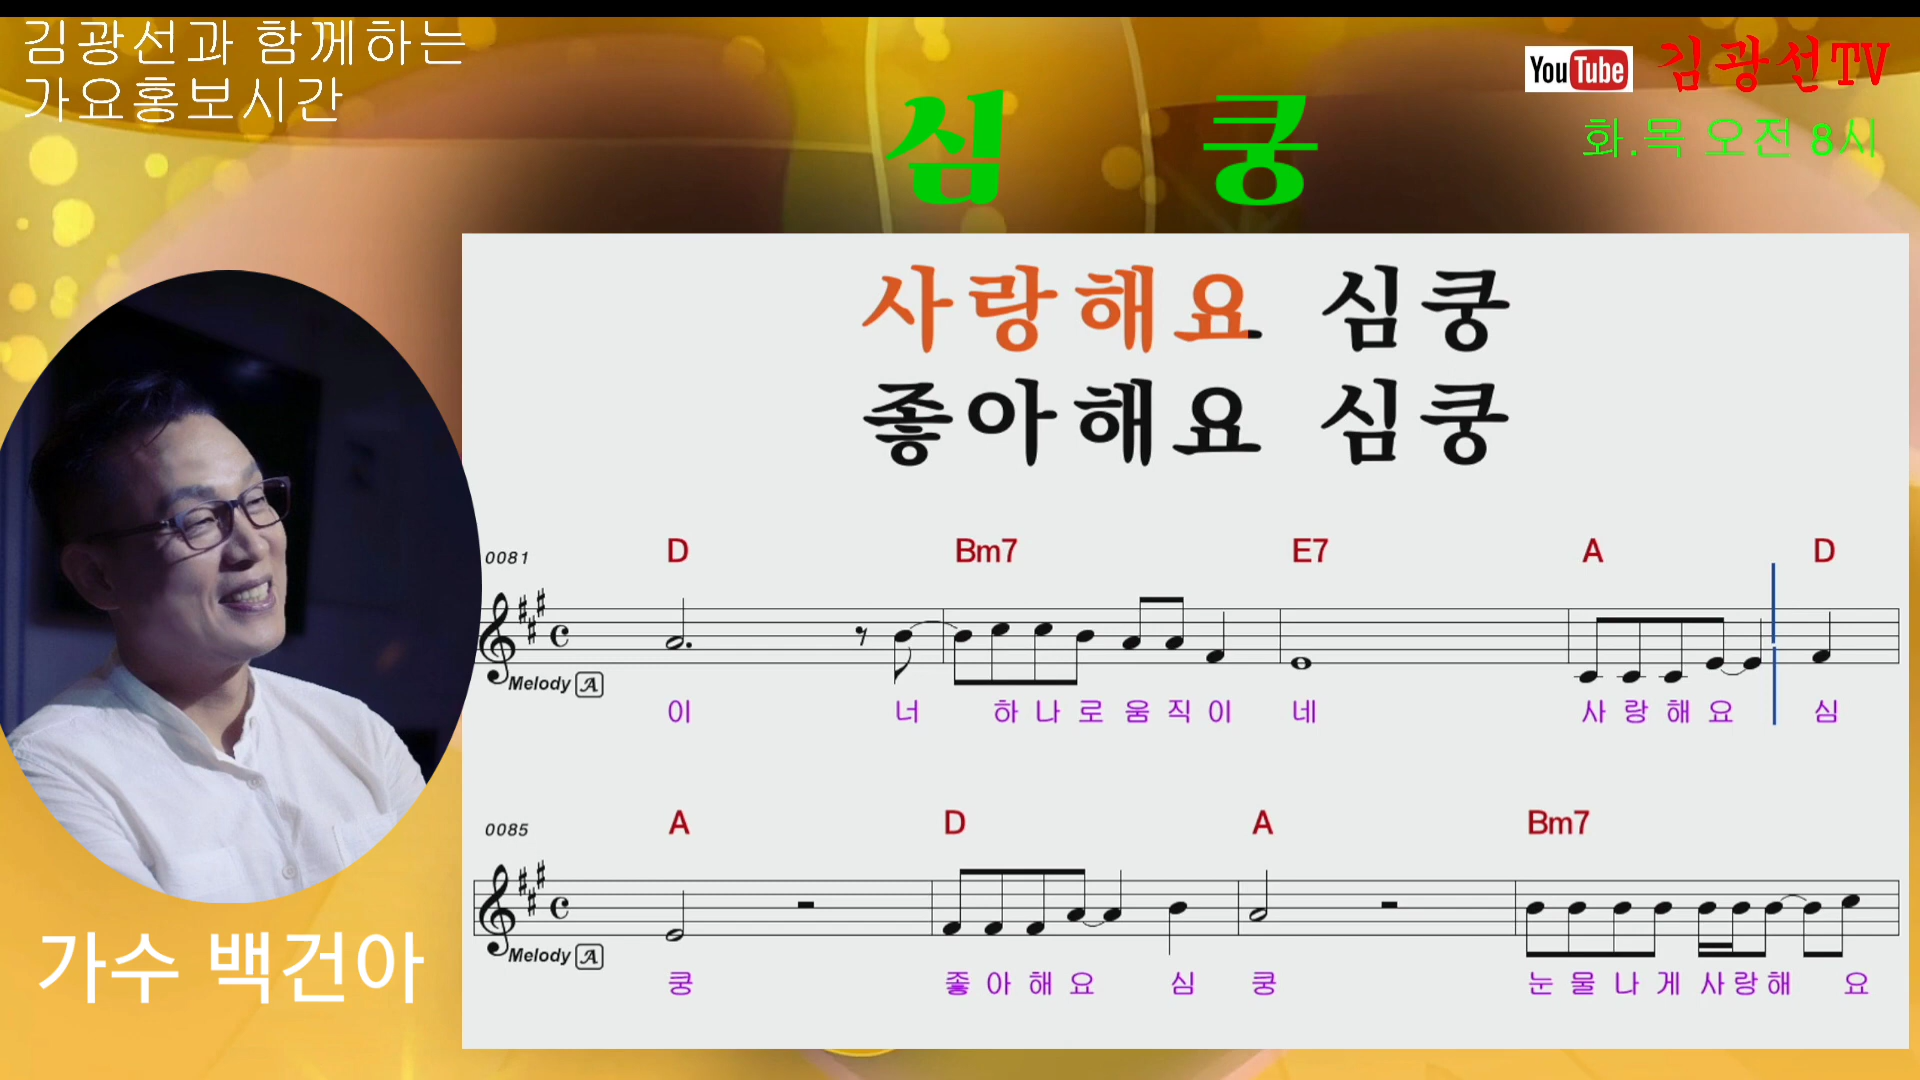 김광선과 함께하는
가요홍보시간
YouTube 김광선TV
화.목 오전 8시
심 쿵
사랑해요 심쿵
좋아해요 심쿵
0081 D Bm7 E7 A D
Melody A
이 너 하 나 로 움 직 이 네 사 랑 해 요 심
0085 A D A Bm7
Melody A
쿵 좋 아 해 요 심 쿵 눈 물 나 게 사 랑 해 요
가수 백건아